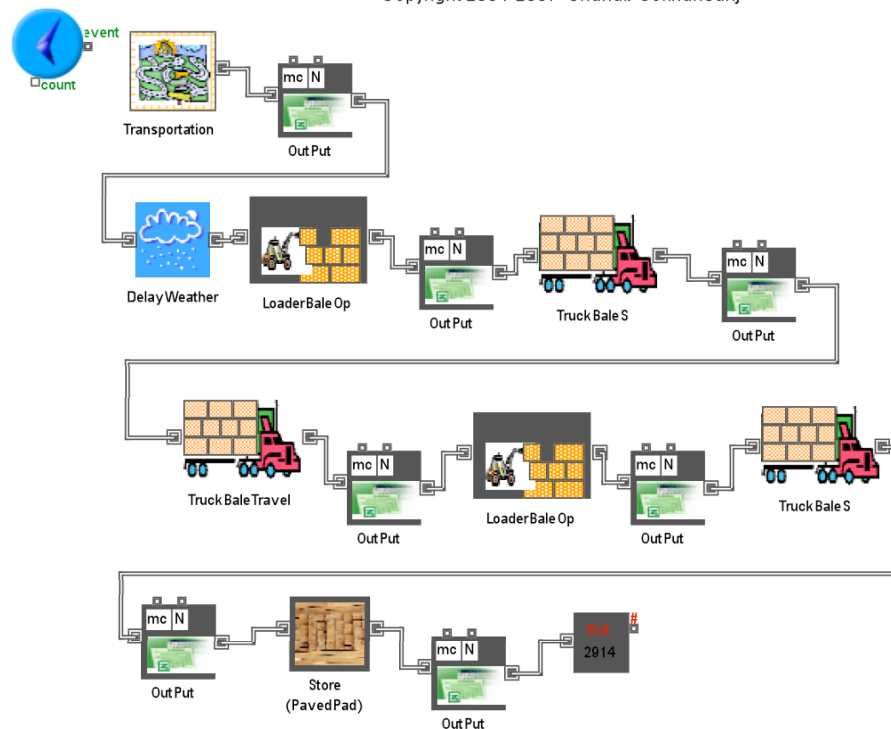 event
count
Transportation
mc N
OutPut
Delay Weather
Loader Bale Op
mc N
OutPut
Truck Bale S
mc N
OutPut
Truck Bale Travel
mc N
OutPut
Loader Bale Op
mc N
OutPut
Truck Bale S
mc N
OutPut
Store
(Paved Pad)
mc N
OutPut
#
Exit
2914